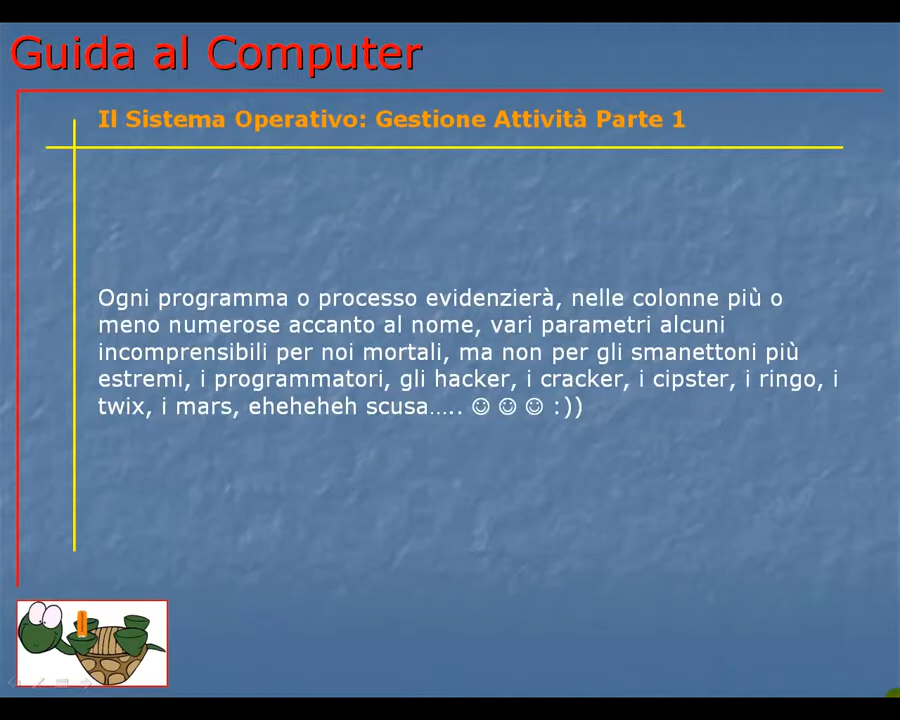 Guida al Computer
Il Sistema Operativo: Gestione Attività Parte 1
Ogni programma o processo evidenzierà, nelle colonne più o
meno numerose accanto al nome, vari parametri alcuni
incomprensibili per noi mortali, ma non per gli smanettoni più
estremi, i programmatori, gli hacker, i cracker, i cipster, i ringo, i
twix, i mars, eheheheh scusa….. ☺ ☺ ☺ :))